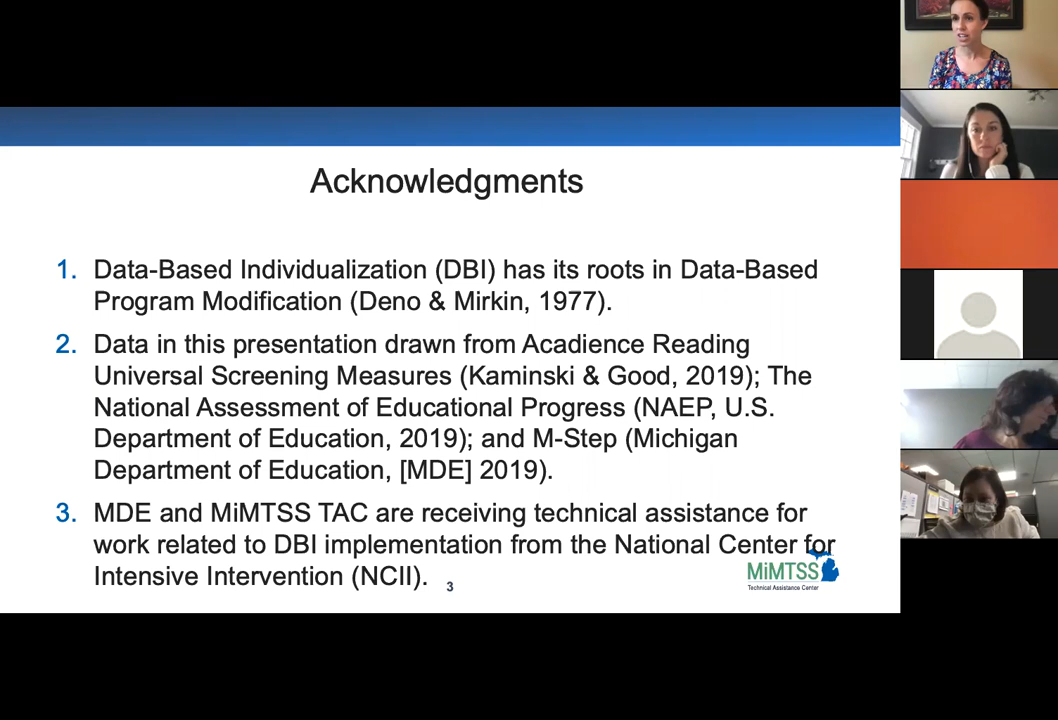 Acknowledgments
1. Data-Based Individualization (DBI) has its roots in Data-Based
Program Modification (Deno & Mirkin, 1977).
2. Data in this presentation drawn from Acadience Reading
Universal Screening Measures (Kaminski & Good, 2019); The
National Assessment of Educational Progress (NAEP, U.S.
Department of Education, 2019); and M-Step (Michigan
Department of Education, [MDE] 2019).
3. MDE and MiMTSS TAC are receiving technical assistance for
work related to DBI implementation from the National Center for
Intensive Intervention (NCII).
3
MiMTSS
Technical Assistance Center